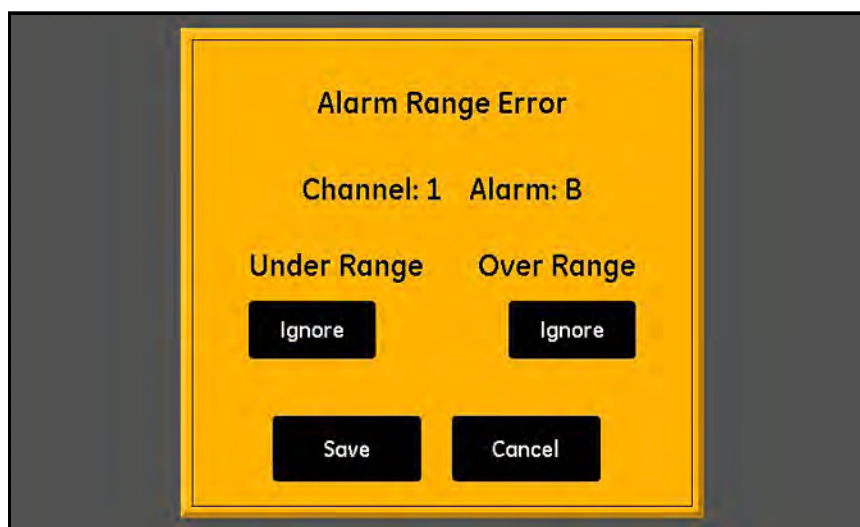 Alarm Range Error
Channel: 1 Alarm: B
Under Range Over Range
Ignore Ignore
Save Cancel